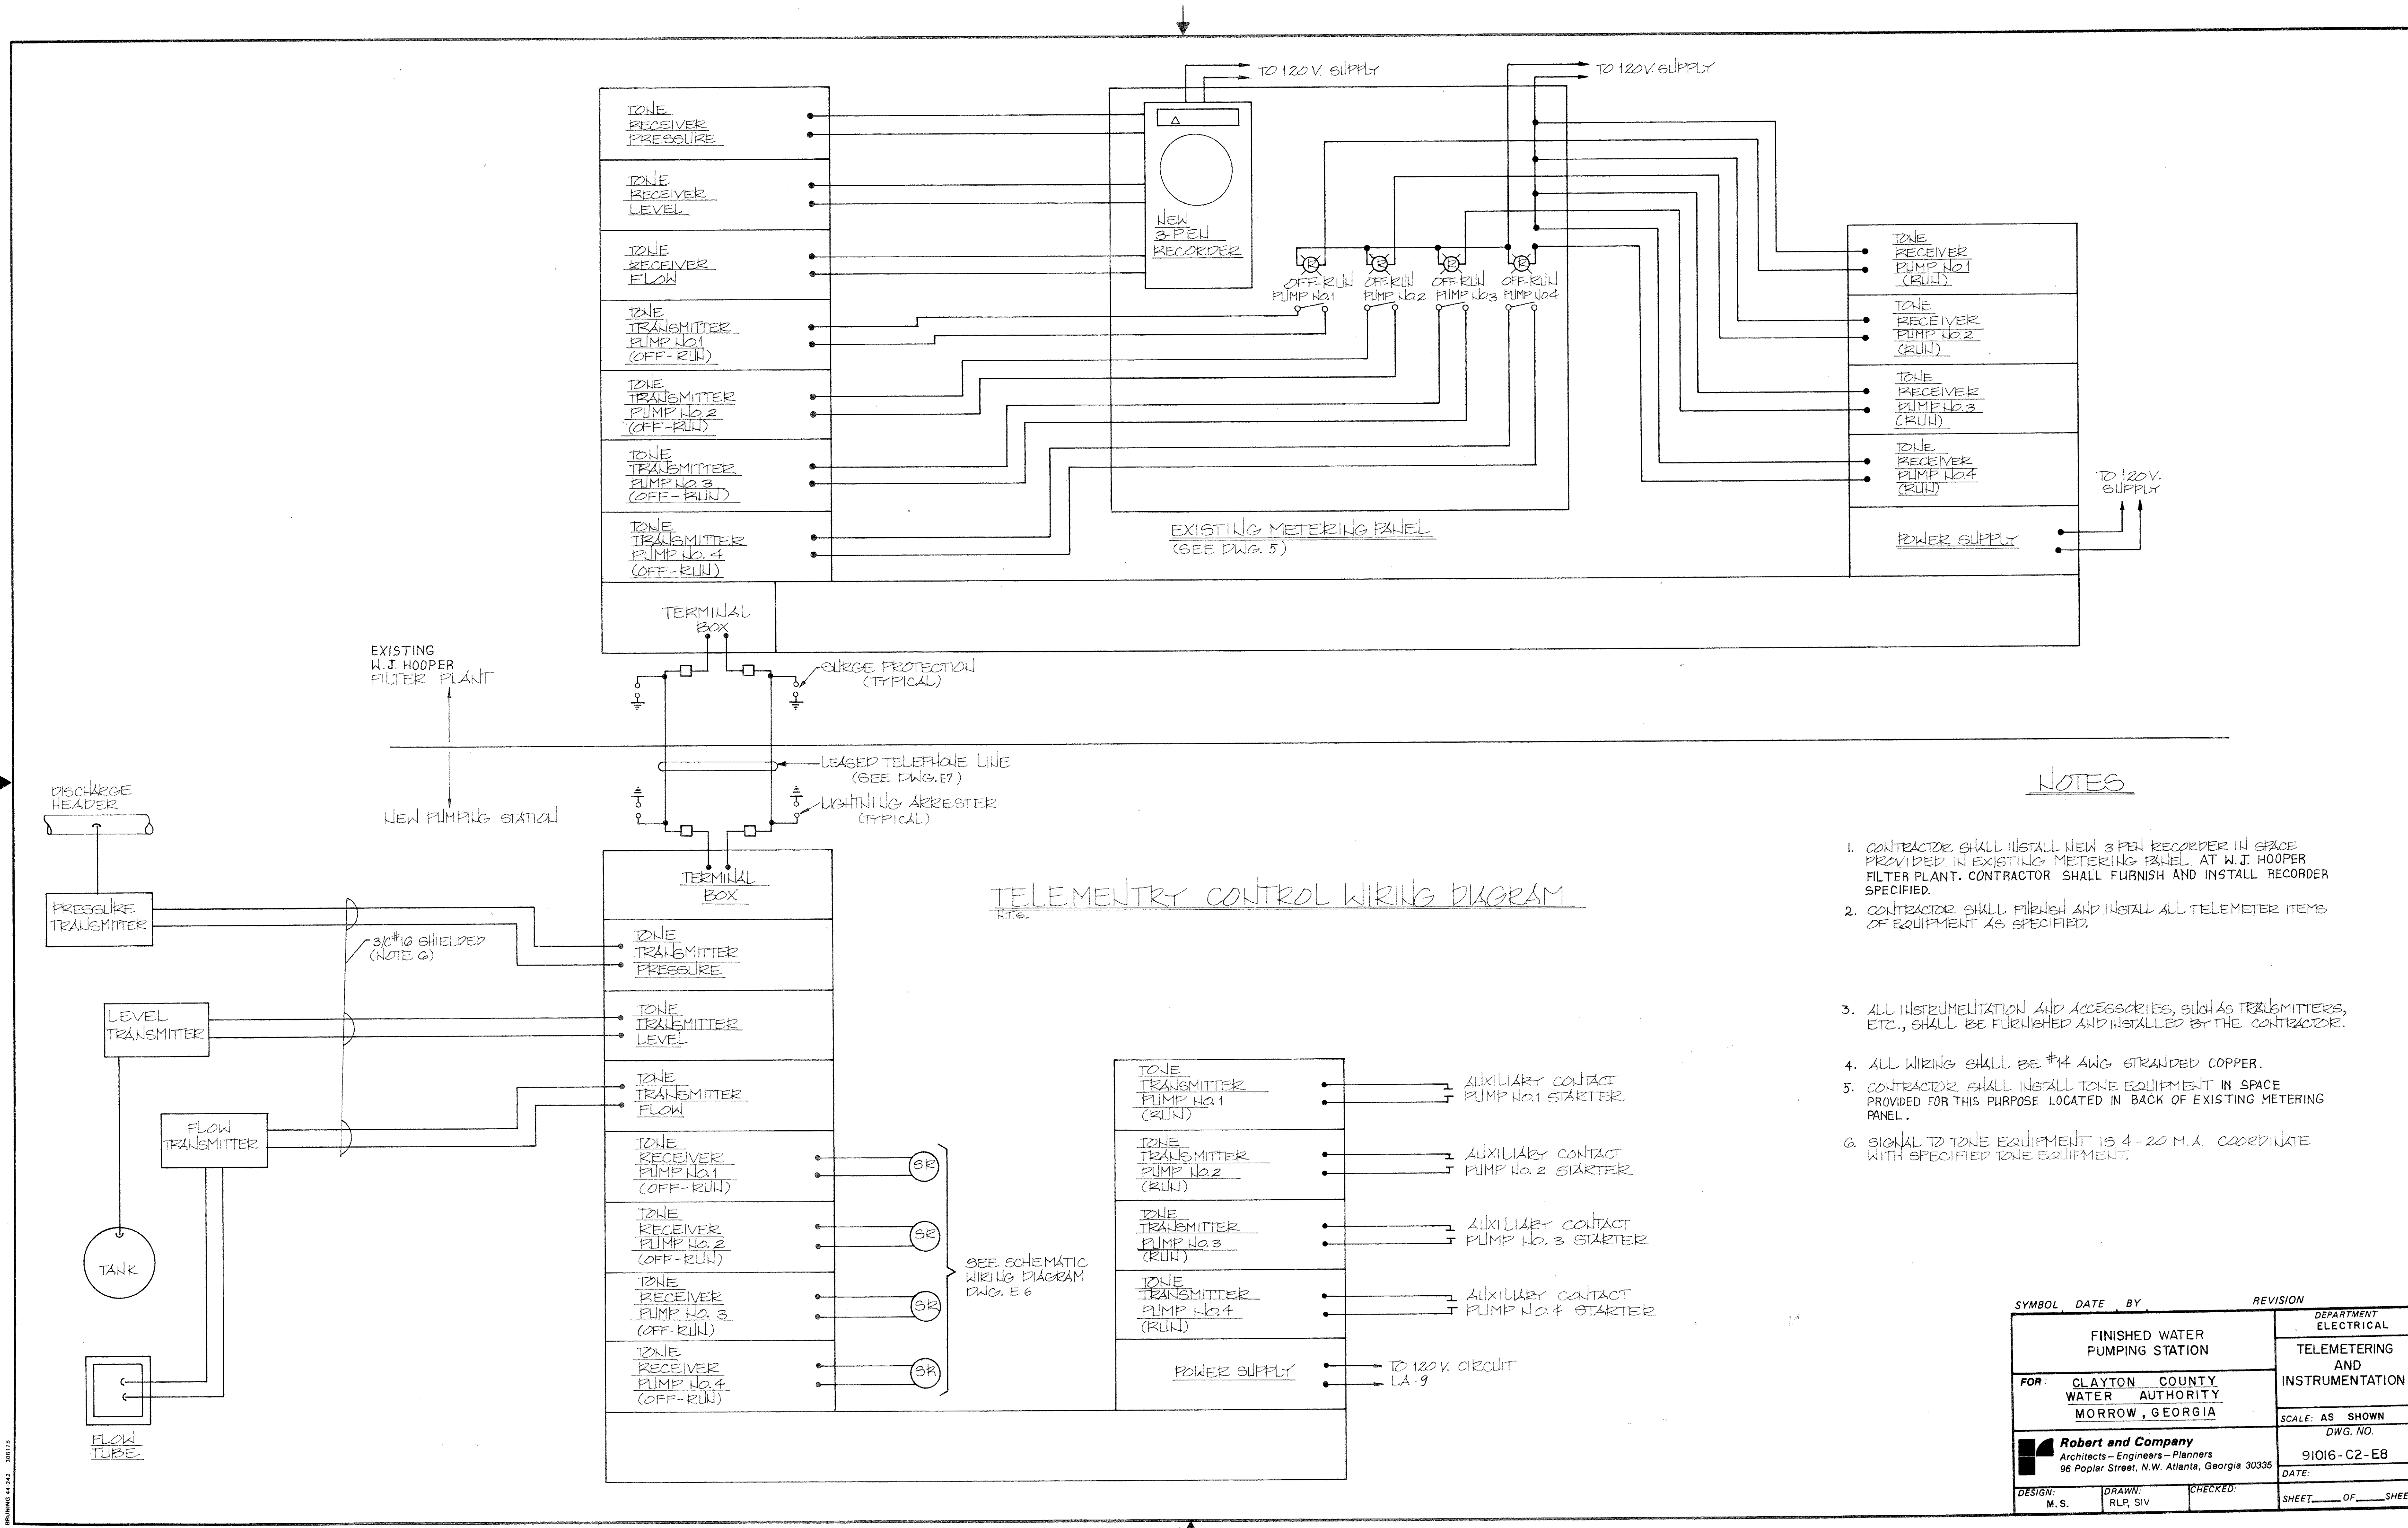 TO 120 V. SUPPLY
TO 120 V. SUPPLY
TONE
RECEIVER
PRESSURE
TONE
RECEIVER
LEVEL
TONE
RECEIVER
FLOW
TONE
TRANSMITTER
PUMP NO.1
(OFF-RUN)
TONE
TRANSMITTER
PUMP NO.2
(OFF-RUN)
TONE
TRANSMITTER
PUMP NO.3
(OFF-RUN)
TONE
TRANSMITTER
PUMP NO. 4
(OFF-RUN)
NEW
3-PEN
RECORDER
R
R
R
R
OFF-RUN
PUMP NO.1
OFF-RUN
PUMP NO.2
OFF-RUN
PUMP NO.3
OFF-RUN
PUMP NO.4
EXISTING METERING PANEL
(SEE DWG. 5)
TONE
RECEIVER
PUMP NO.1
(RUN)
TONE
RECEIVER
PUMP NO.2
(RUN)
TONE
RECEIVER
PUMP NO.3
(RUN)
TONE
RECEIVER
PUMP NO.4
(RUN)
POWER SUPPLY
TO 120 V.
SUPPLY
TERMINAL
BOX
EXISTING
W.J. HOOPER
FILTER PLANT
SURGE PROTECTION
(TYPICAL)
LEASED TELEPHONE LINE
(SEE DWG. E7)
LIGHTNING ARRESTER
(TYPICAL)
NEW PUMPING STATION
DISCHARGE
HEADER
PRESSURE
TRANSMITTER
3/C #16 SHIELDED
(NOTE 6)
LEVEL
TRANSMITTER
FLOW
TRANSMITTER
TANK
FLOW
TUBE
TERMINAL
BOX
TONE
TRANSMITTER
PRESSURE
TONE
TRANSMITTER
LEVEL
TONE
TRANSMITTER
FLOW
TONE
RECEIVER
PUMP NO.1
(OFF-RUN)
TONE
RECEIVER
PUMP NO.2
(OFF-RUN)
TONE
RECEIVER
PUMP NO. 3
(OFF-RUN)
TONE
RECEIVER
PUMP NO.4
(OFF-RUN)
SR
SR
SR
SR
SEE SCHEMATIC
WIRING DIAGRAM
DWG. E6
TELEMENTRY CONTROL WIRING DIAGRAM
N.T.S.
TONE
TRANSMITTER
PUMP NO.1
(RUN)
TONE
TRANSMITTER
PUMP NO.2
(RUN)
TONE
TRANSMITTER
PUMP NO.3
(RUN)
TONE
TRANSMITTER
PUMP NO.4
(RUN)
POWER SUPPLY
AUXILIARY CONTACT
PUMP NO.1 STARTER
AUXILIARY CONTACT
PUMP NO. 2 STARTER
AUXILIARY CONTACT
PUMP NO. 3 STARTER
AUXILIARY CONTACT
PUMP NO.4 STARTER
TO 120 V. CIRCUIT
LA-9
NOTES
1. CONTRACTOR SHALL INSTALL NEW 3 PEN RECORDER IN SPACE
PROVIDED IN EXISTING METERING PANEL. AT W.J. HOOPER
FILTER PLANT. CONTRACTOR SHALL FURNISH AND INSTALL RECORDER
SPECIFIED.
2. CONTRACTOR SHALL FURNISH AND INSTALL ALL TELEMETER ITEMS
OF EQUIPMENT AS SPECIFIED.
3. ALL INSTRUMENTATION AND ACCESSORIES, SUCH AS TRANSMITTERS,
ETC., SHALL BE FURNISHED AND INSTALLED BY THE CONTRACTOR.
4. ALL WIRING SHALL BE #14 AWG STRANDED COPPER.
5. CONTRACTOR SHALL INSTALL TONE EQUIPMENT IN SPACE
PROVIDED FOR THIS PURPOSE LOCATED IN BACK OF EXISTING METERING
PANEL.
6. SIGNAL TO TONE EQUIPMENT IS 4-20 M.A. COORDINATE
WITH SPECIFIED TONE EQUIPMENT.
SYMBOL DATE BY REVISION
FINISHED WATER
PUMPING STATION
FOR: CLAYTON COUNTY
WATER AUTHORITY
MORROW, GEORGIA
Robert and Company
Architects-Engineers-Planners
96 Poplar Street, N.W. Atlanta, Georgia 30335
DESIGN:
M.S.
DRAWN:
RLP, SIV
CHECKED:
DEPARTMENT
ELECTRICAL
TELEMETERING
AND
INSTRUMENTATION
SCALE: AS SHOWN
DWG. NO.
91016-C2-E8
DATE:
SHEET OF SHEE
BRUNING 44-242 308178